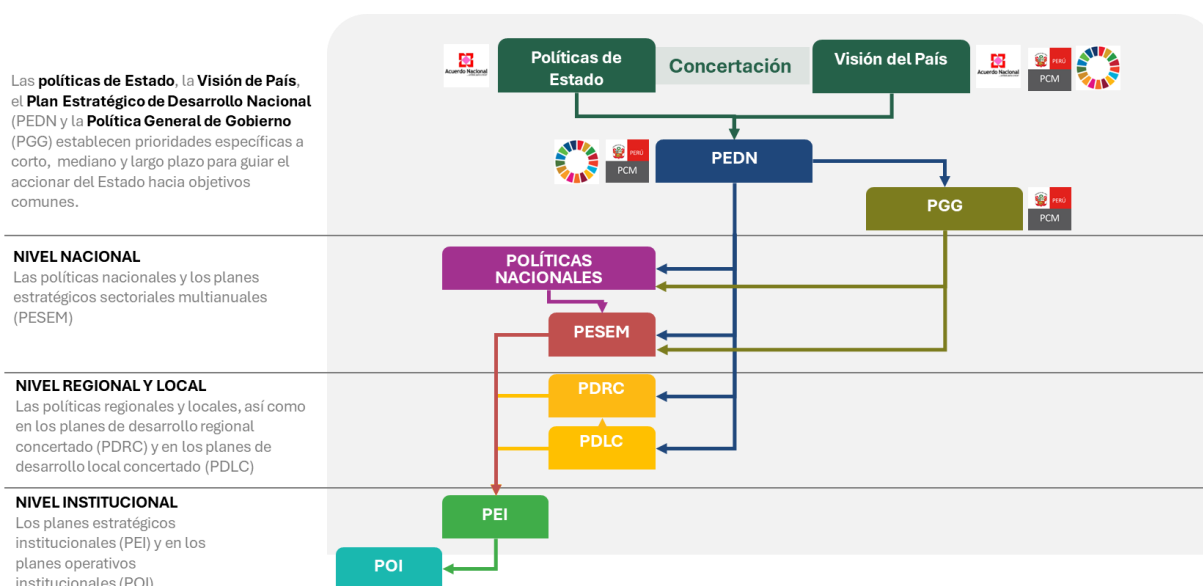 Las políticas de Estado, la Visión de País,
el Plan Estratégico de Desarrollo Nacional
(PEDN y la Política General de Gobierno
(PGG) establecen prioridades específicas a
corto, mediano y largo plazo para guiar el
accionar del Estado hacia objetivos
comunes.
Acuerdo Nacional
Políticas de
Estado
Concertación
Visión del País
Acuerdo Nacional
PERÚ
PCM
PERÚ
PCM
PEDN
PGG
PERÚ
PCM
NIVEL NACIONAL
Las políticas nacionales y los planes
estratégicos sectoriales multianuales
(PESEM)
POLÍTICAS
NACIONALES
PESEM
NIVEL REGIONAL Y LOCAL
Las políticas regionales y locales, así como
en los planes de desarrollo regional
concertado (PDRC) y en los planes de
desarrollo local concertado (PDLC)
PDRC
PDLC
NIVEL INSTITUCIONAL
Los planes estratégicos
institucionales (PEI) y en los
planes operativos
institucionales (POI)
PEI
POI